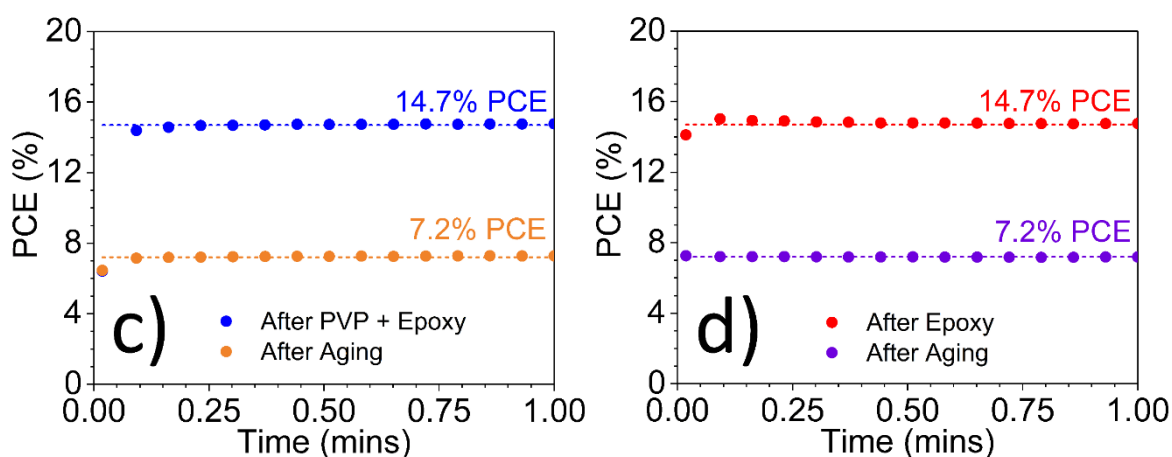 20
16
12
8
4
0
PCE (%)
14.7% PCE
7.2% PCE
c)
After PVP + Epoxy
After Aging
0.00 0.25 0.50 0.75 1.00
Time (mins)
20
16
12
8
4
0
PCE (%)
14.7% PCE
7.2% PCE
d)
After Epoxy
After Aging
0.00 0.25 0.50 0.75 1.00
Time (mins)